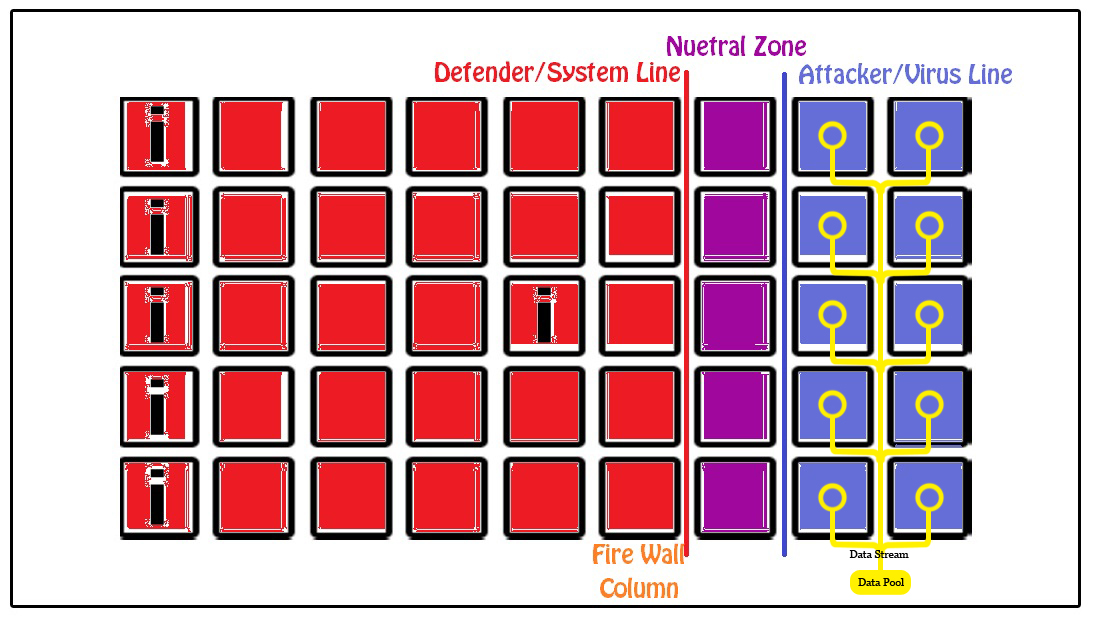 Nuetral Zone
Defender/System Line
Attacker/Virus Line
i
i
i i
i
i
Fire Wall
Column
Data Stream
Data Pool